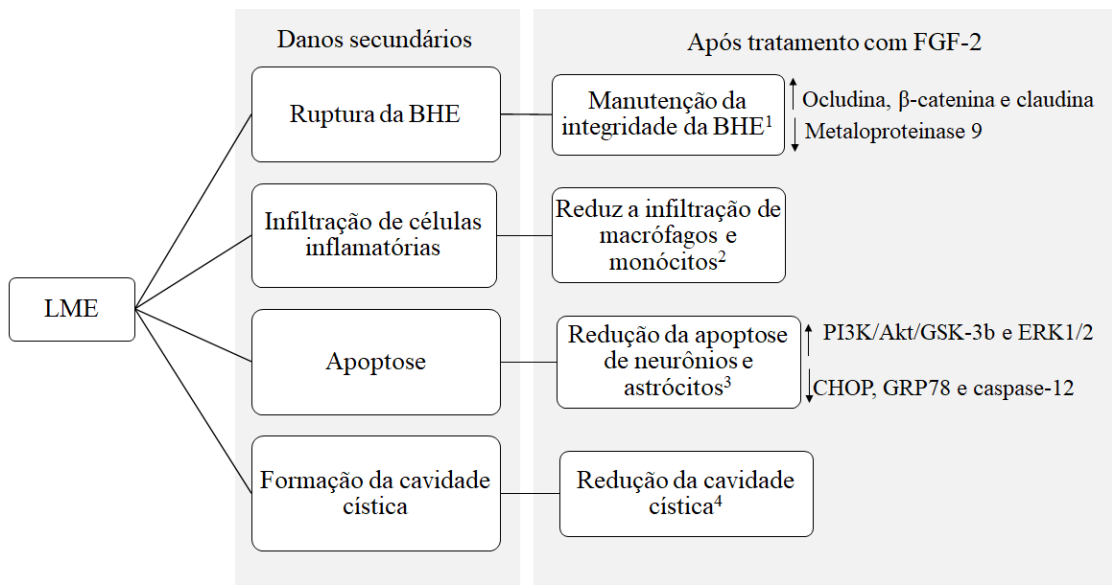 Danos secundários
Após tratamento com FGF-2
LME
Ruptura da BHE
Manutenção da
integridade da BHE¹
Ocludina, β-catenina e claudina
Metaloproteinase 9
Infiltração de células
inflamatórias
Reduz a infiltração de
macrófagos e
monócitos²
Apoptose
Redução da apoptose
de neurônios e
astrócitos³
PI3K/Akt/GSK-3b e ERK1/2
CHOP, GRP78 e caspase-12
Formação da cavidade
cística
Redução da cavidade
cística⁴